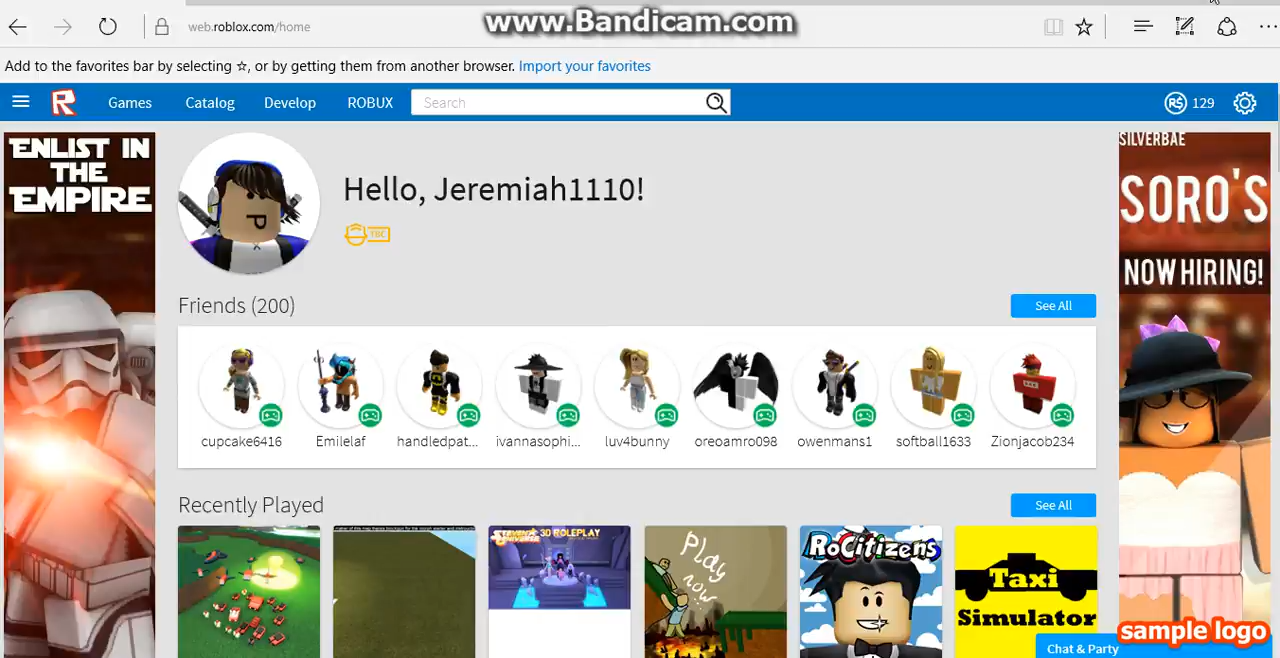 www.Bandicam.com
web.roblox.com/home
Add to the favorites bar by selecting ☆, or by getting them from another browser. Import your favorites
R Games Catalog Develop ROBUX Search R$ 129
ENLIST IN
THE
EMPIRE
Hello, Jeremiah1110!
TBC
SILVERBAE
SORO'S
NOW HIRING!
Friends (200) See All
cupcake6416 Emilelaf handledpat... ivannasophi... luv4bunny oreoamro098 owenmans1 softball1633 Zionjacob234
Recently Played See All
STEVEN UNIVERSE 3D ROLEPLAY
Play
now
RoCitizens
Taxi
Simulator
sample logo
Chat & Party